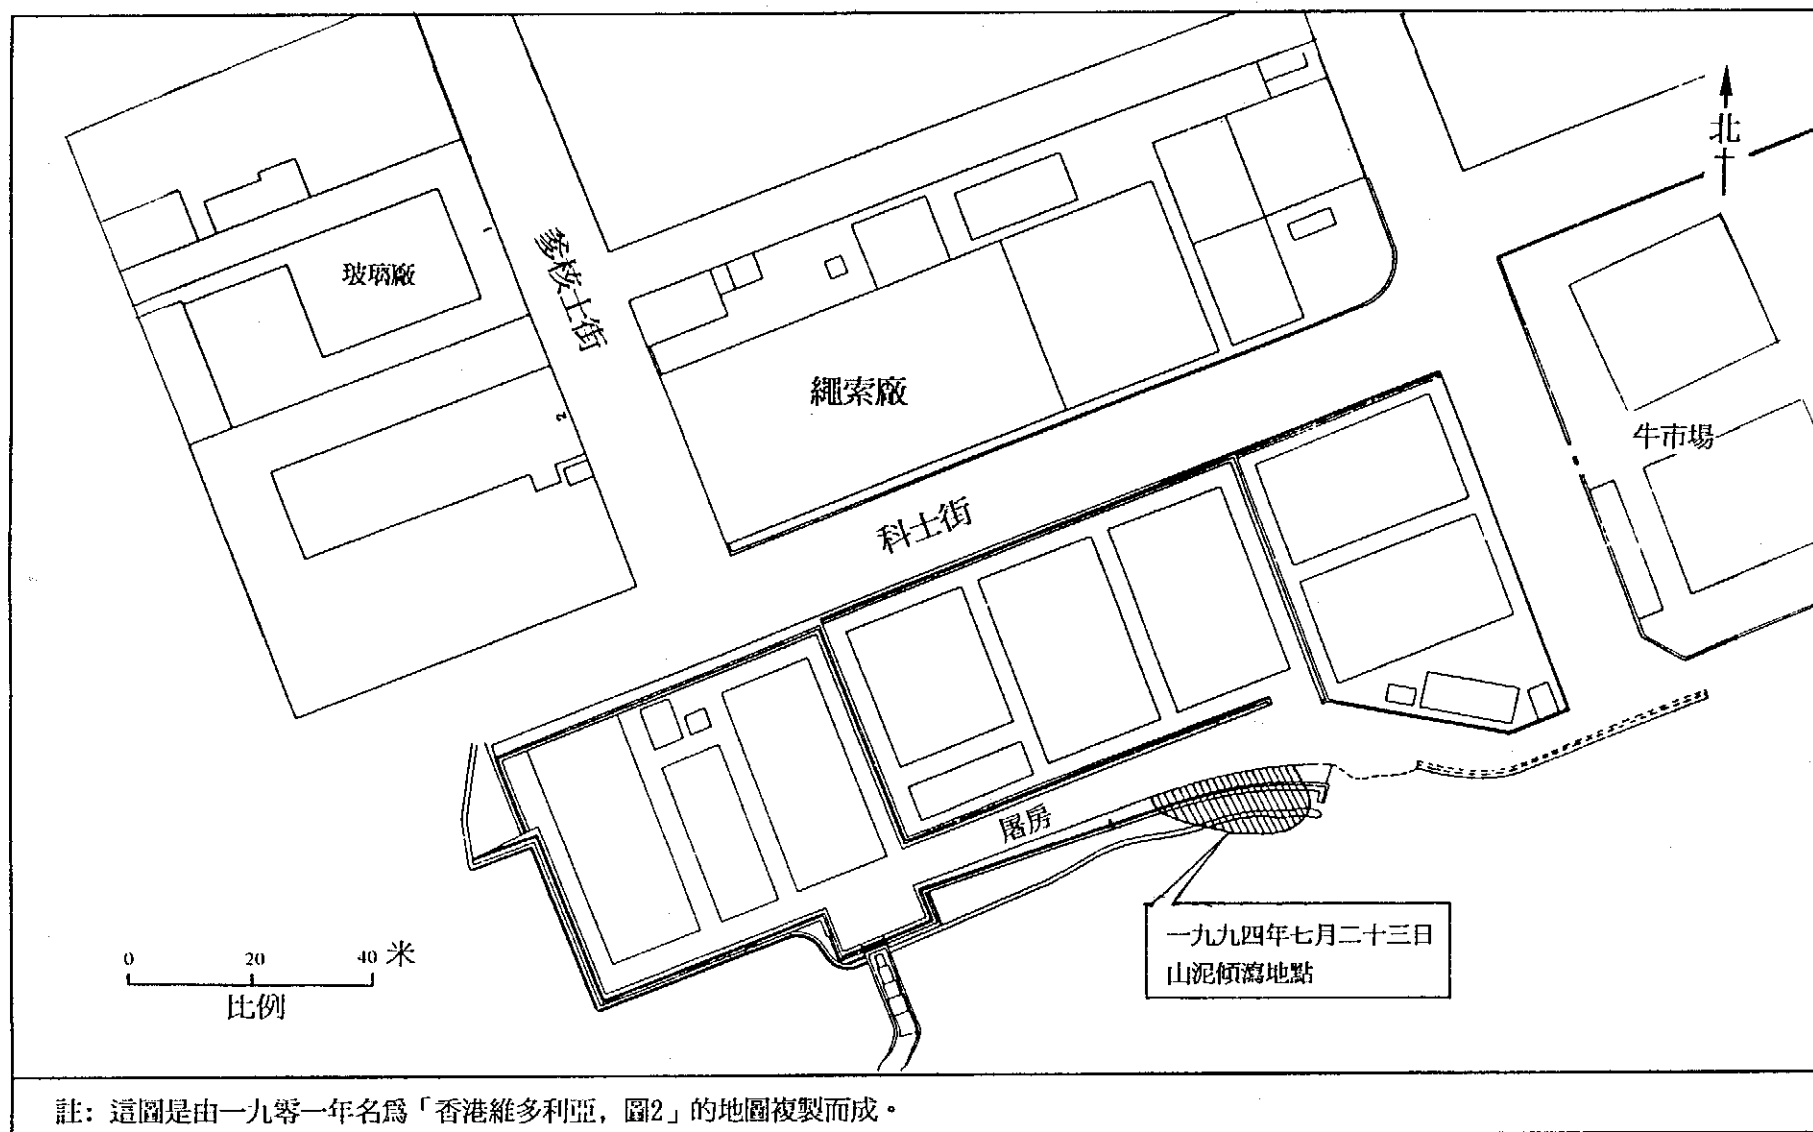 北
1
玻璃廠
爹核士街
繩索廠
2
牛市場
科士街
屠房
一九九四年七月二十三日
山泥傾瀉地點
0 20 40 米
比例
註: 這圖是由一九零一年名爲「香港維多利亞, 圖2」的地圖複製而成。